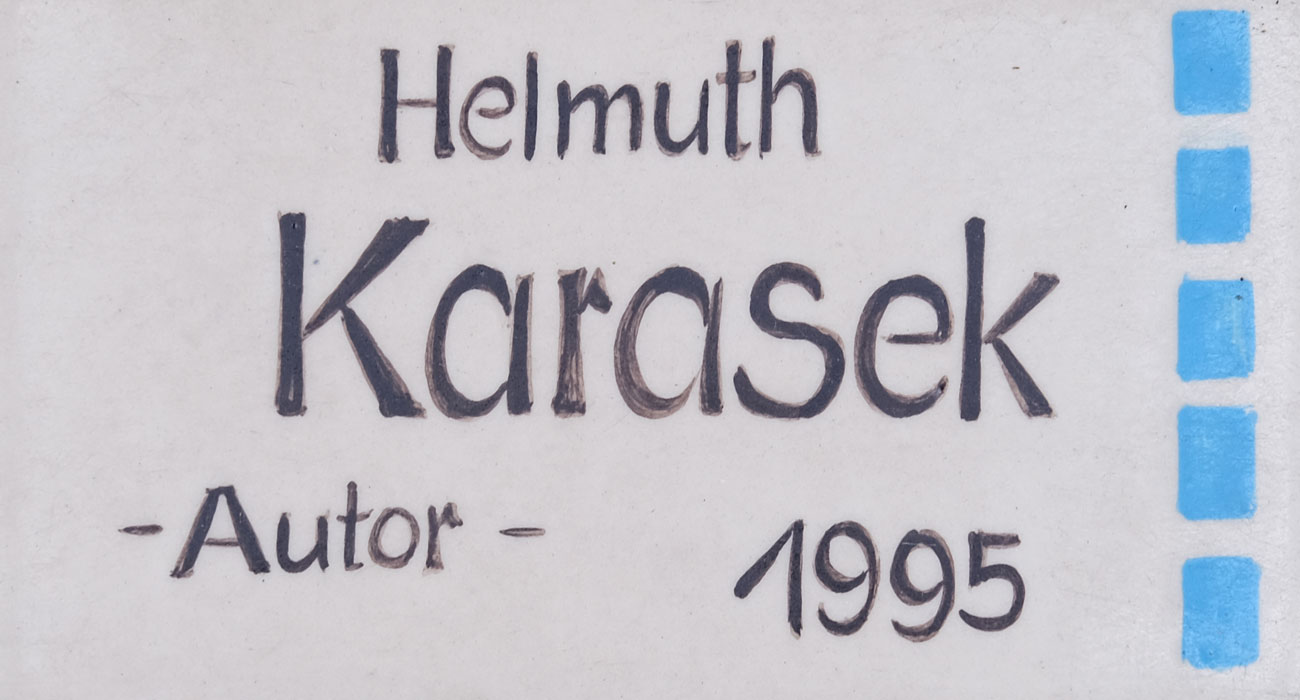 Helmuth
Karasek
- Autor -
1995